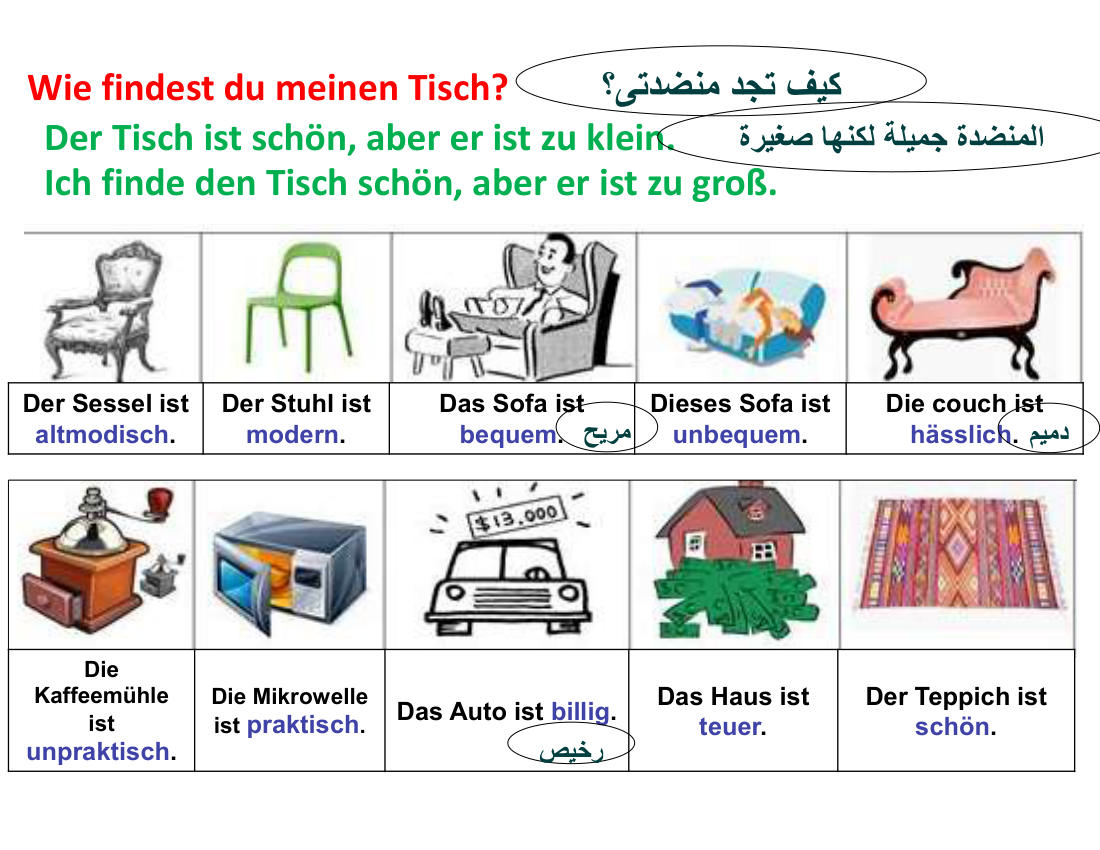 Wie findest du meinen Tisch?
كيف تجد منضدتى؟
Der Tisch ist schön, aber er ist zu klein.
المنضدة جميلة لكنها صغيرة
Ich finde den Tisch schön, aber er ist zu groß.
Der Sessel ist
altmodisch.
Der Stuhl ist
modern.
Das Sofa ist
bequem.
مريح
Dieses Sofa ist
unbequem.
Die couch ist
hässlich.
دميم
$13,000
Die
Kaffeemühle
ist
unpraktisch.
Die Mikrowelle
ist praktisch.
Das Auto ist billig.
رخيص
Das Haus ist
teuer.
Der Teppich ist
schön.